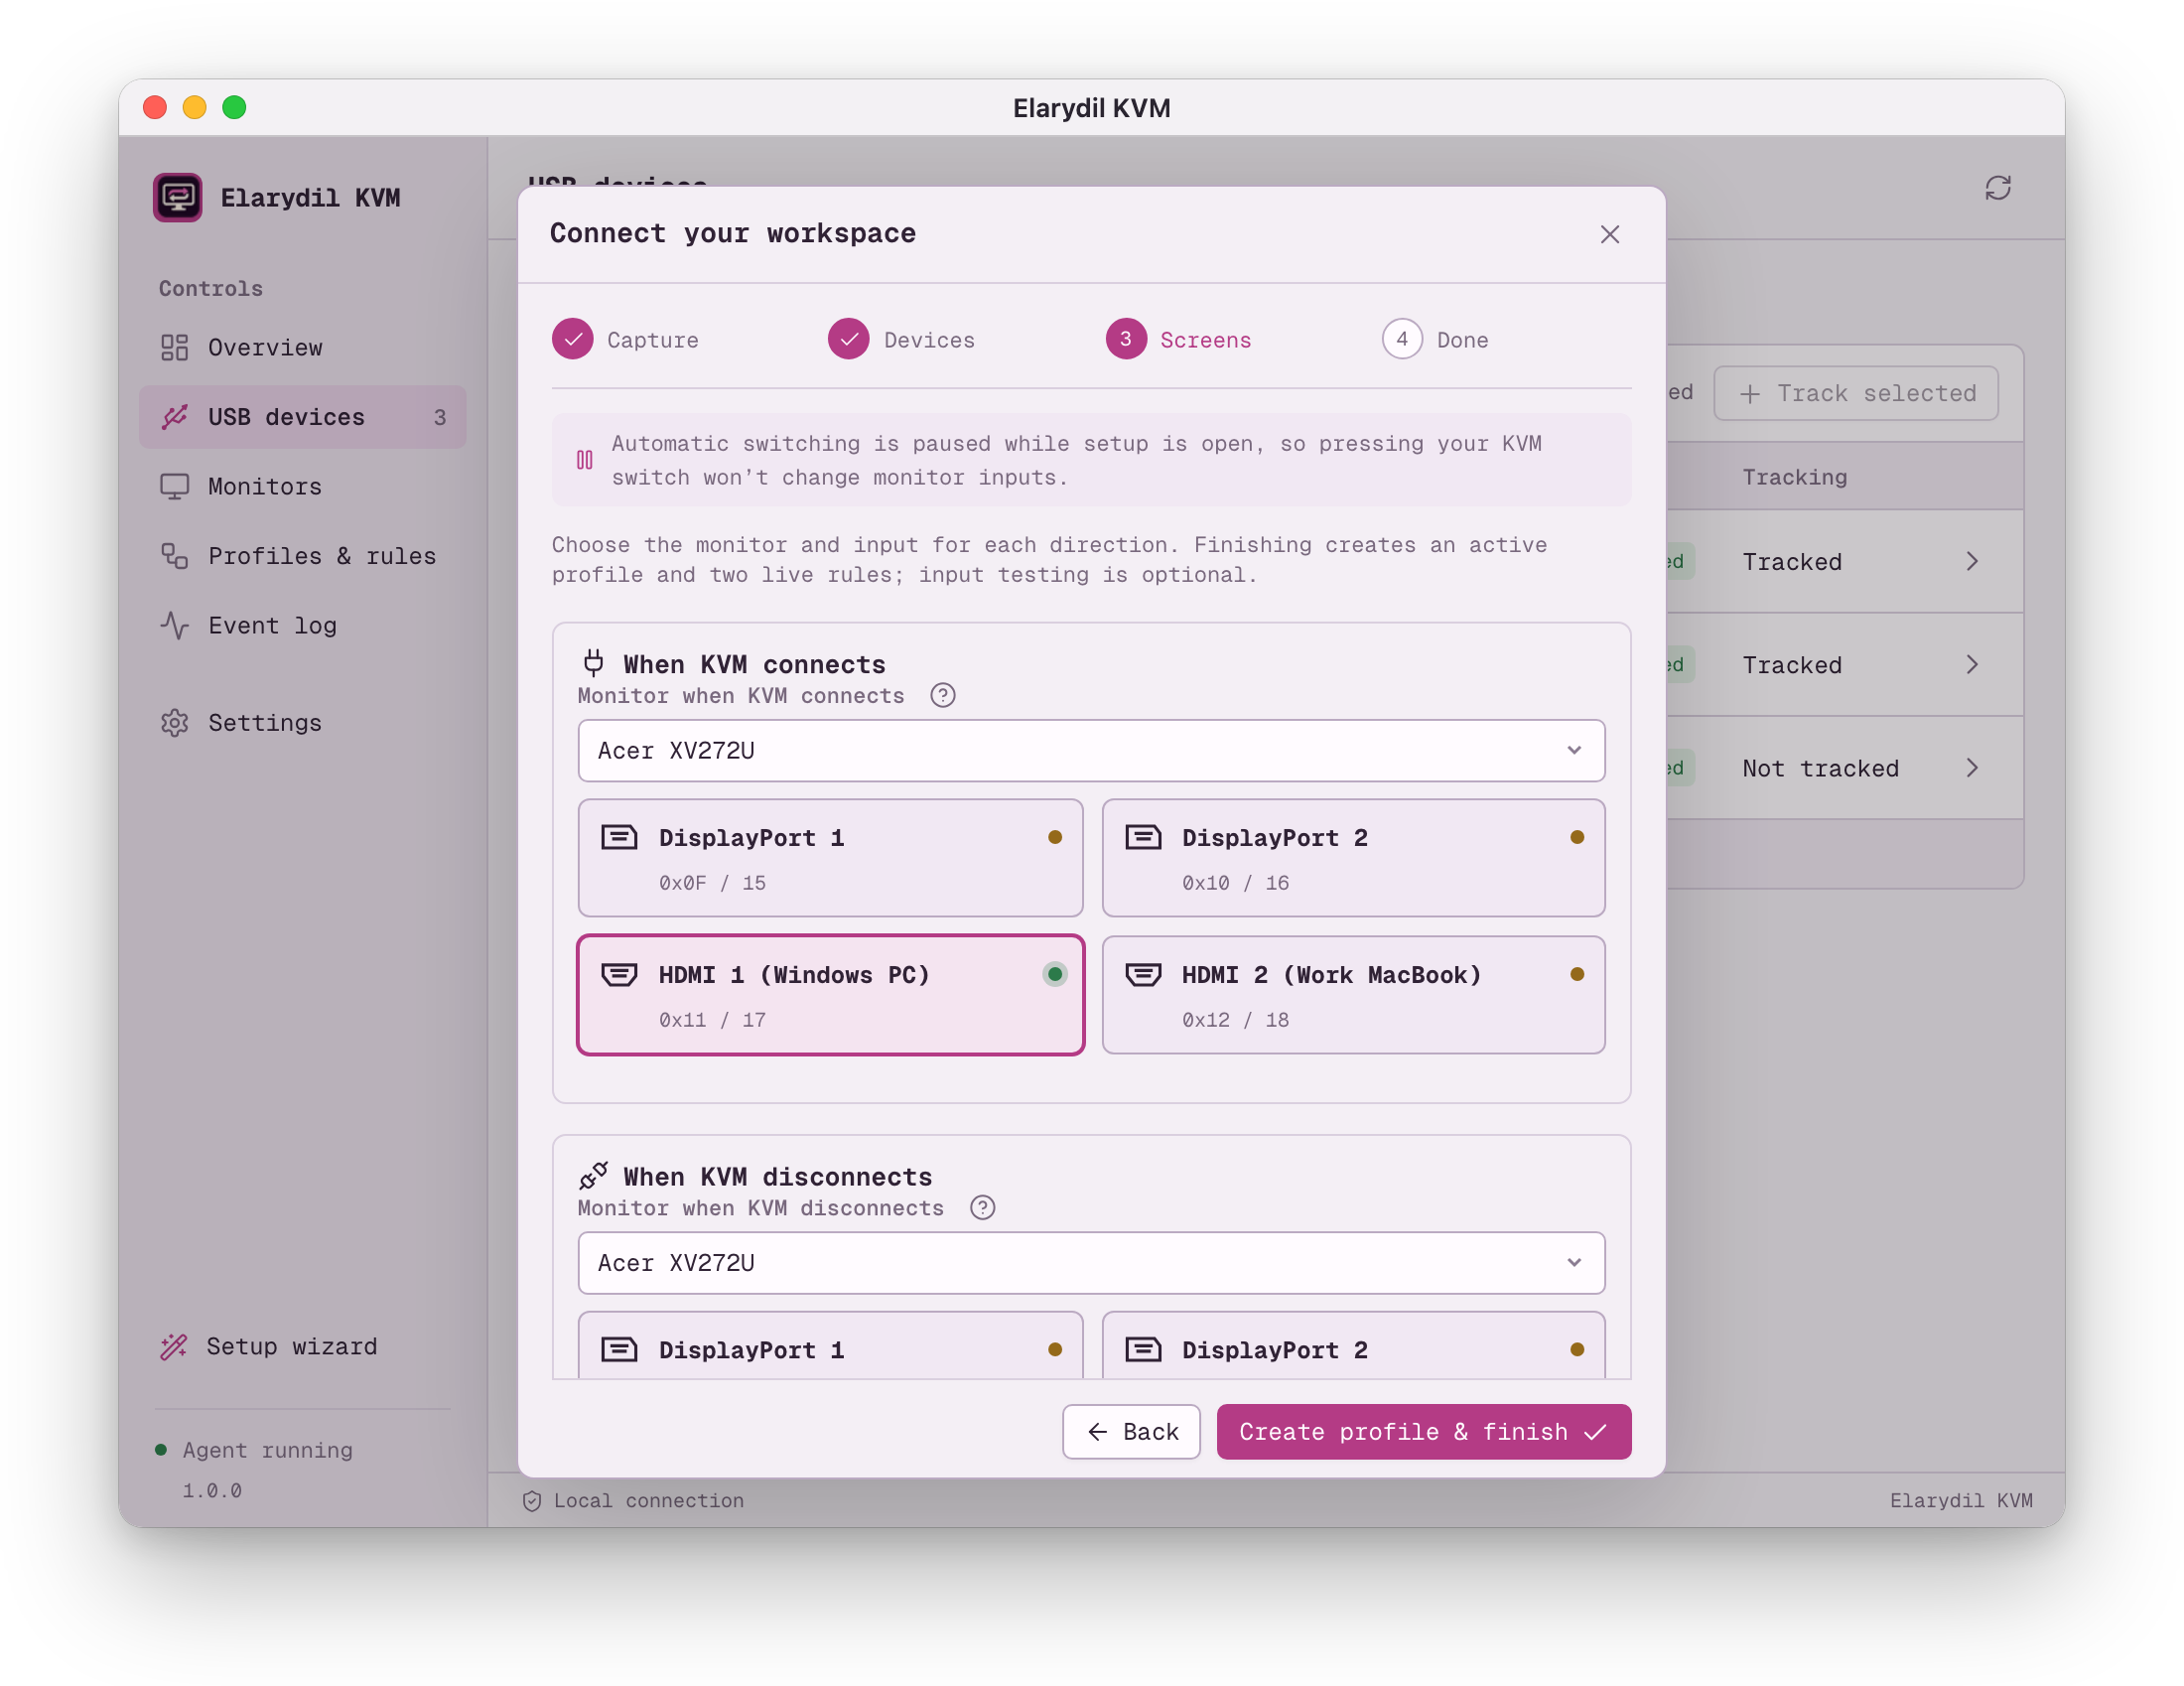 Elarydil KVM
Elarydil KVM
Controls
Overview
USB devices 3
Monitors
Profiles & rules
Event log
Settings
Setup wizard
Agent running
1.0.0
USB devices
Connect your workspace
Capture
Devices
3 Screens
4 Done
Automatic switching is paused while setup is open, so pressing your KVM
switch won’t change monitor inputs.
Choose the monitor and input for each direction. Finishing creates an active
profile and two live rules; input testing is optional.
When KVM connects
Monitor when KVM connects ?
Acer XV272U
DisplayPort 1
0x0F / 15
DisplayPort 2
0x10 / 16
HDMI 1 (Windows PC)
0x11 / 17
HDMI 2 (Work MacBook)
0x12 / 18
When KVM disconnects
Monitor when KVM disconnects ?
Acer XV272U
DisplayPort 1
DisplayPort 2
Back
Create profile & finish
Track selected
Tracking
Tracked
Tracked
Not tracked
Local connection
Elarydil KVM